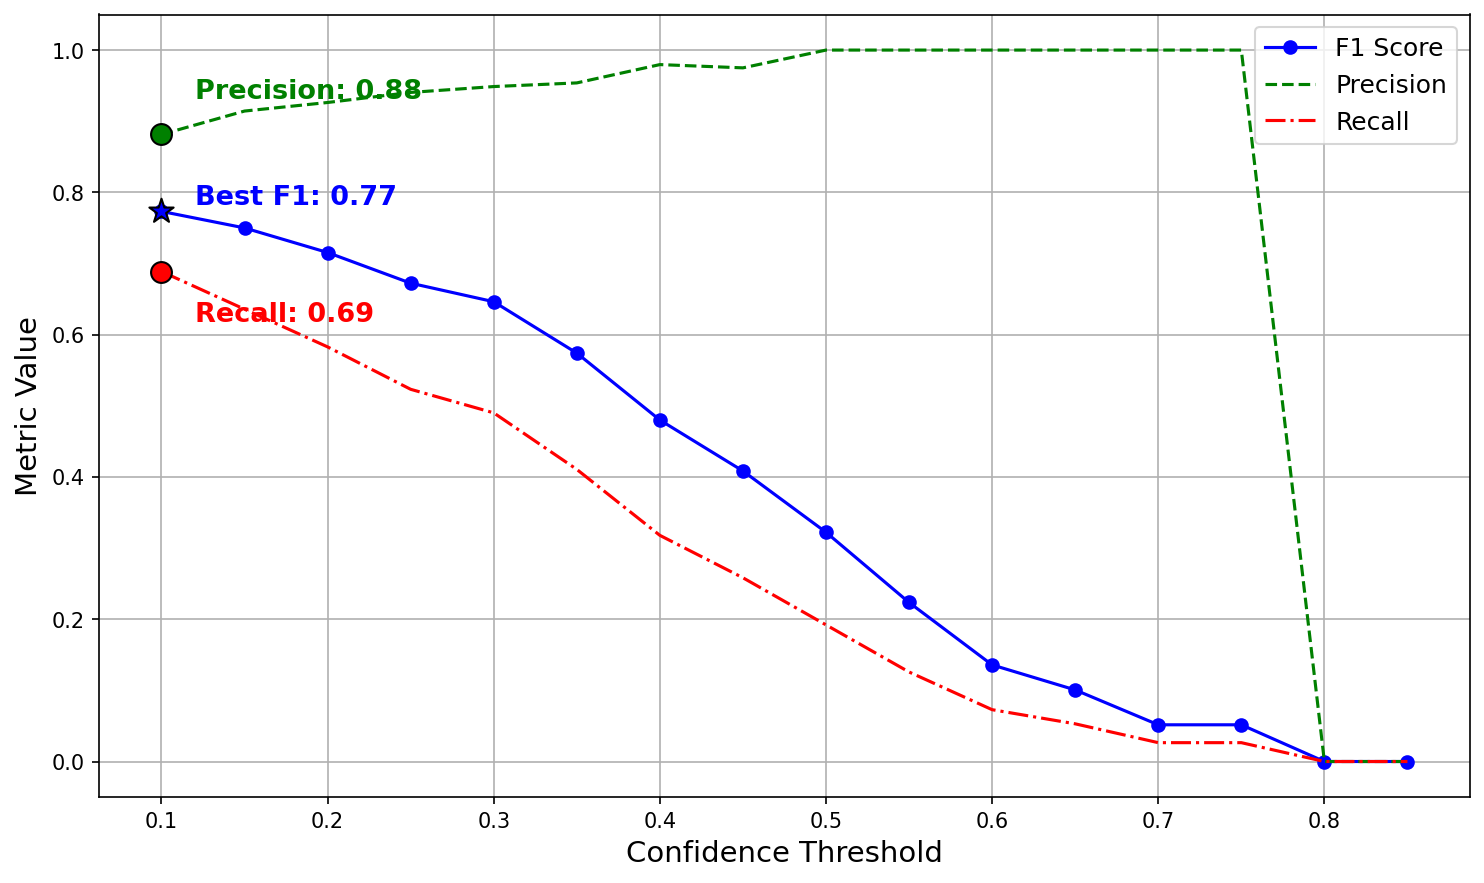 F1 Score
Precision
Recall
Precision: 0.88
Best F1: 0.77
Recall: 0.69
Metric Value
1.0
0.8
0.6
0.4
0.2
0.0
0.1 0.2 0.3 0.4 0.5 0.6 0.7 0.8
Confidence Threshold